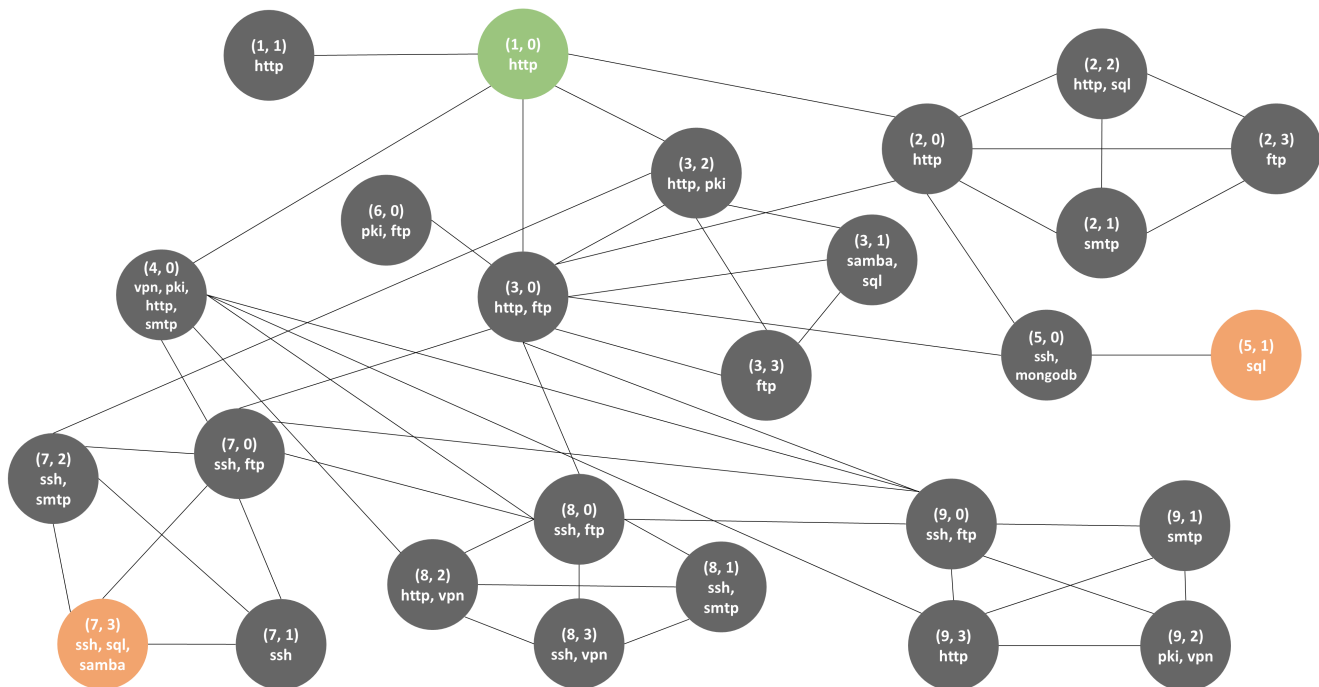 (1, 1)
http
(1, 0)
http
(2, 2)
http, sql
(2, 0)
http
(2, 3)
ftp
(3, 2)
http, pki
(6, 0)
pki, ftp
(2, 1)
smtp
(3, 1)
samba,
sql
(4, 0)
vpn, pki,
http,
smtp
(3, 0)
http, ftp
(5, 0)
ssh,
mongodb
(5, 1)
sql
(3, 3)
ftp
(7, 2)
ssh,
smtp
(7, 0)
ssh, ftp
(8, 0)
ssh, ftp
(9, 0)
ssh, ftp
(9, 1)
smtp
(8, 2)
http, vpn
(8, 1)
ssh,
smtp
(7, 3)
ssh, sql,
samba
(7, 1)
ssh
(8, 3)
ssh, vpn
(9, 3)
http
(9, 2)
pki, vpn